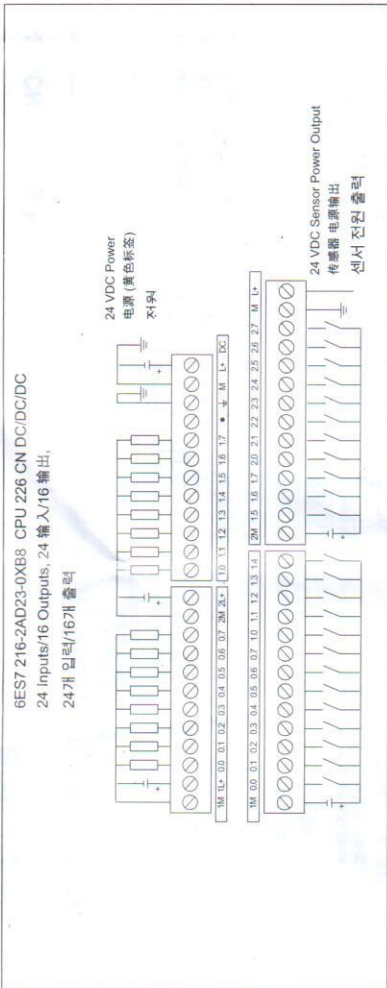 6ES7 216-2AD23-0XB8 CPU 226 CN DC/DC/DC
24 Inputs/16 Outputs, 24 输入/16 输出,
24개 입력/16개 출력
24 VDC Power
电源 (黄色标签)
저워
1M 1L+ 0.0 0.1 0.2 0.3 0.4 0.5 0.6 0.7 2M 2L+ 1.0 1.1 1.2 1.3 1.4 1.5 1.6 1.7 ● ⏚ M L+ DC
1M 0.0 0.1 0.2 0.3 0.4 0.5 0.6 0.7 1.0 1.1 1.2 1.3 1.4 2M 1.5 1.6 1.7 2.0 2.1 2.2 2.3 2.4 2.5 2.6 2.7 M L+
24 VDC Sensor Power Output
传感器 电源输出
센서 전원 출력